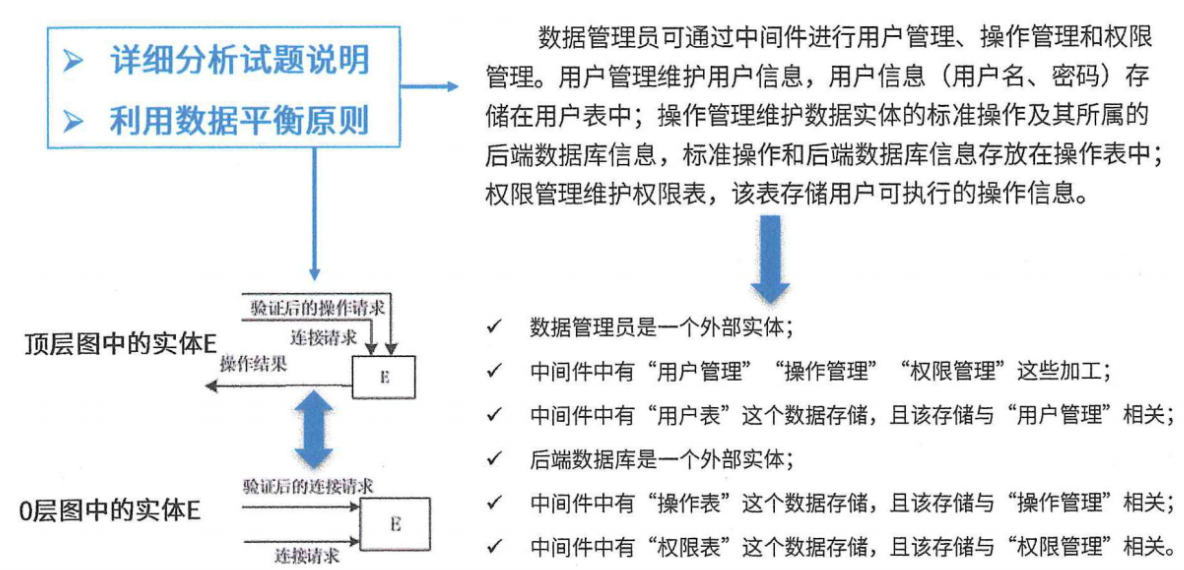 详细分析试题说明
利用数据平衡原则
数据管理员可通过中间件进行用户管理、操作管理和权限
管理。用户管理维护用户信息，用户信息（用户名、密码）存
储在用户表中；操作管理维护数据实体的标准操作及其所属的
后端数据库信息，标准操作和后端数据库信息存放在操作表中；
权限管理维护权限表，该表存储用户可执行的操作信息。
顶层图中的实体E
验证后的操作请求
连接请求
操作结果
E
0层图中的实体E
验证后的连接请求
E
连接请求
✓ 数据管理员是一个外部实体；
✓ 中间件中有“用户管理”“操作管理”“权限管理”这些加工；
✓ 中间件中有“用户表”这个数据存储，且该存储与“用户管理”相关；
✓ 后端数据库是一个外部实体；
✓ 中间件中有“操作表”这个数据存储，且该存储与“操作管理”相关；
✓ 中间件中有“权限表”这个数据存储，且该存储与“权限管理”相关。